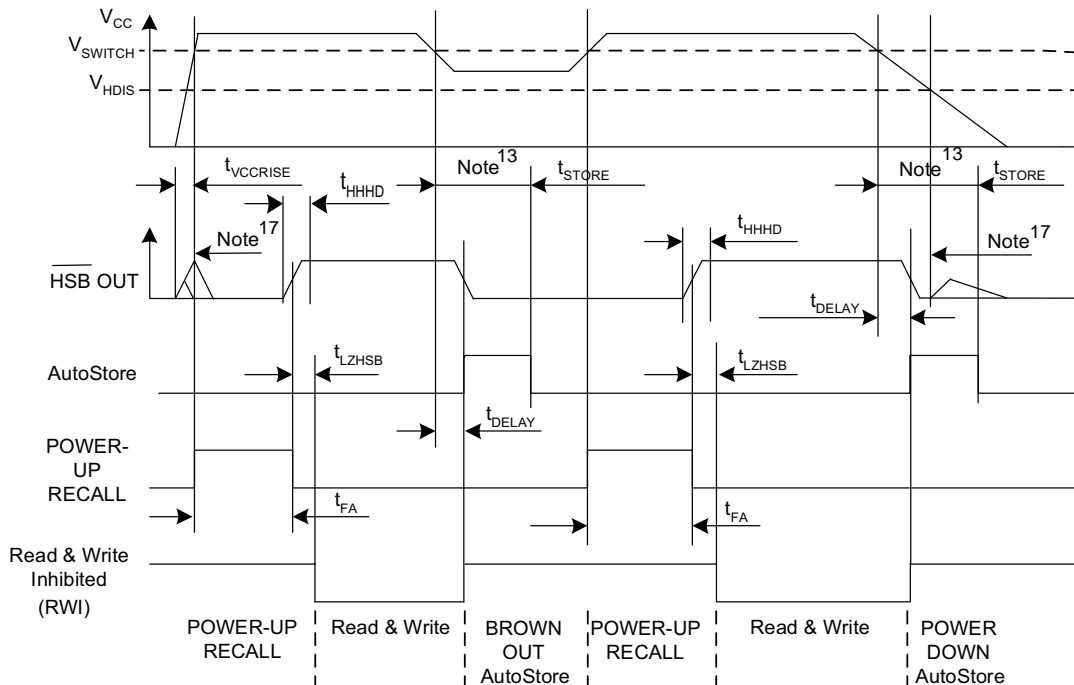 VCC
VSWITCH
VHDIS
tVCCRISE
tHHHD
Note13
tSTORE
Note13
tSTORE
Note17
tHHHD
Note17
HSB OUT
tDELAY
tLZHSB
tLZHSB
AutoStore
tDELAY
POWER-
UP
RECALL
tFA
tFA
Read & Write
Inhibited
(RWI)
POWER-UP
RECALL
Read & Write
BROWN
OUT
AutoStore
POWER-UP
RECALL
Read & Write
POWER
DOWN
AutoStore